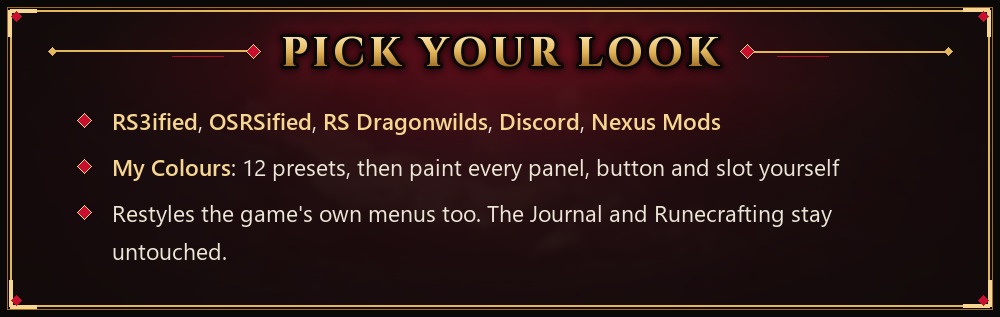 PICK YOUR LOOK
RS3ified, OSRSified, RS Dragonwilds, Discord, Nexus Mods
My Colours: 12 presets, then paint every panel, button and slot yourself
Restyles the game's own menus too. The Journal and Runecrafting stay
untouched.